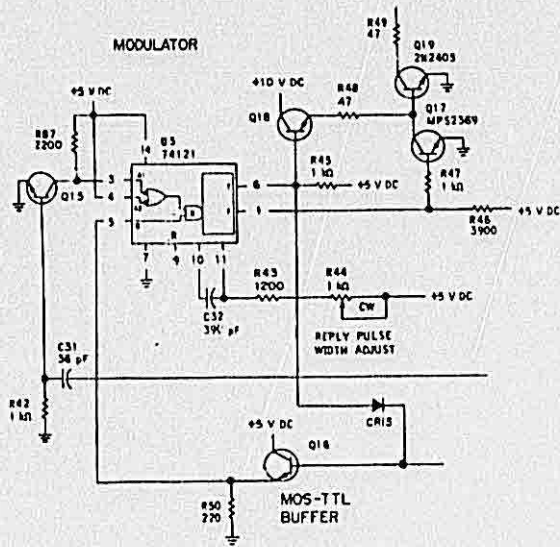 MODULATOR
R49
47
Q19
2N2405
+10 V DC
R48
47
Q17
MPS2369
+5 V DC
Q18
R87
2200
U3
74121
14
R45
1 kΩ
R47
1 kΩ
3
6
+5 V DC
Q15
4
5
1
R46
3900
+5 V DC
7
9
10
11
R43
1200
R44
1 kΩ
+5 V DC
CW
C32
pF
REPLY PULSE
WIDTH ADJUST
C31
56 pF
R42
1 kΩ
CR15
+5 V DC
Q16
R50
220
MOS-TTL
BUFFER